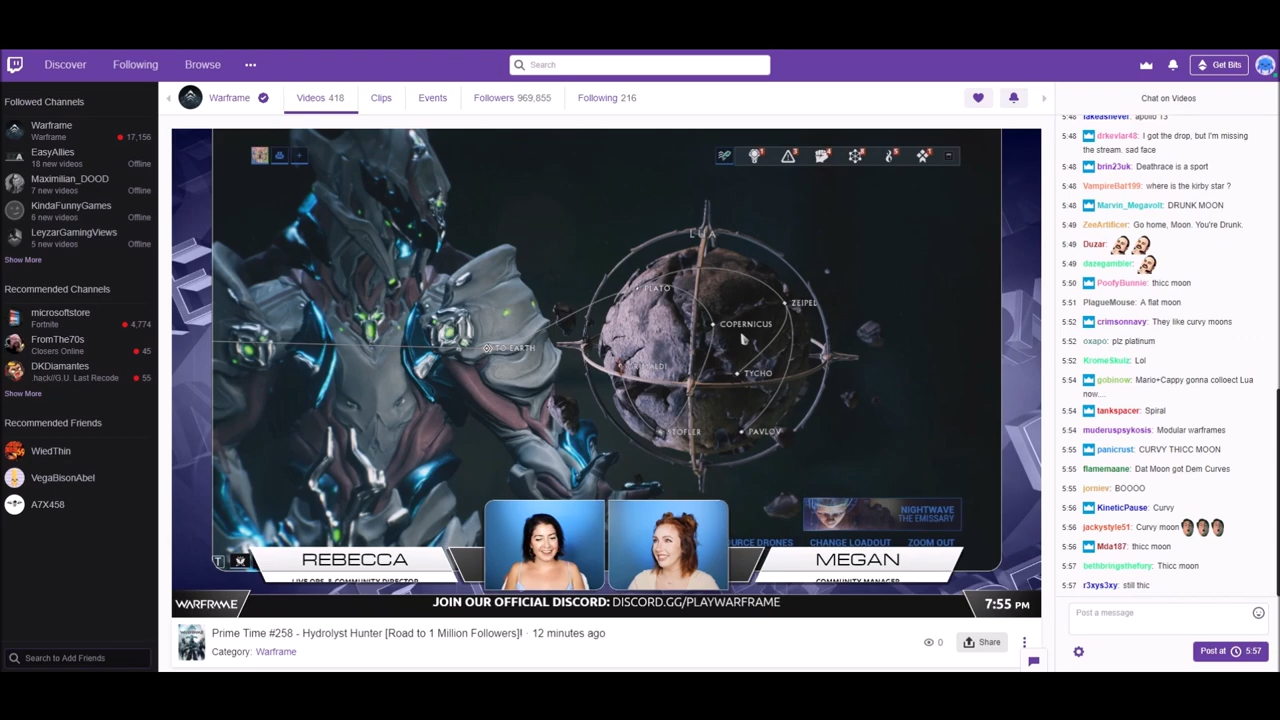 Discover
Following
Browse
Search
Get Bits
Followed Channels
Warframe
Warframe
17,156
EasyAllies
18 new videos
Offline
Maximilian_DOOD
7 new videos
Offline
KindaFunnyGames
6 new videos
Offline
LeyzarGamingViews
5 new videos
Offline
Show More
Recommended Channels
microsoftstore
Fortnite
4,774
FromThe70s
Closers Online
45
DKDiamantes
.hack//G.U. Last Recode
55
Show More
Recommended Friends
WiedThin
VegaBisonAbel
A7X458
Search to Add Friends
Warframe
Videos 418
Clips
Events
Followers 969,855
Following 216
LUA
PLATO
ZEIPEL
COPERNICUS
TO EARTH
GRIMALDI
TYCHO
STOFLER
PAVLOV
NIGHTWAVE
THE EMISSARY
CHANGE LOADOUT
ZOOM OUT
REBECCA
LIVE OPS & COMMUNITY DIRECTOR
MEGAN
COMMUNITY MANAGER
WARFRAME
JOIN OUR OFFICIAL DISCORD: DISCORD.GG/PLAYWARFRAME
7:55 PM
Prime Time #258 - Hydrolyst Hunter [Road to 1 Million Followers]! · 12 minutes ago
Category: Warframe
0
Share
Chat on Videos
5:48 fakeasnever: apollo 13
5:48 drkevlar48: I got the drop, but I'm missing
the stream. sad face
5:48 brin23uk: Deathrace is a sport
5:48 VampireBat199: where is the kirby star ?
5:48 Marvin_Megavolt: DRUNK MOON
5:49 ZeeArtificer: Go home, Moon. You're Drunk.
5:49 Duzar:
5:49 dazegambler:
5:50 PoofyBunnie: thicc moon
5:51 PlagueMouse: A flat moon
5:52 crimsonnavy: They like curvy moons
5:52 oxapo: plz platinum
5:52 KromeSkulz: Lol
5:54 gobinow: Mario+Cappy gonna colloect Lua
now....
5:54 tankspacer: Spiral
5:54 muderuspsykosis: Modular warframes
5:55 panicrust: CURVY THICC MOON
5:55 flamemaane: Dat Moon got Dem Curves
5:55 jorniev: BOOOO
5:56 KineticPause: Curvy
5:56 jackystyle51: Curvy moon
5:56 Mda187: thicc moon
5:57 bethbringsthefury: Thicc moon
5:57 r3xys3xy: still thic
Post a message
Post at 5:57